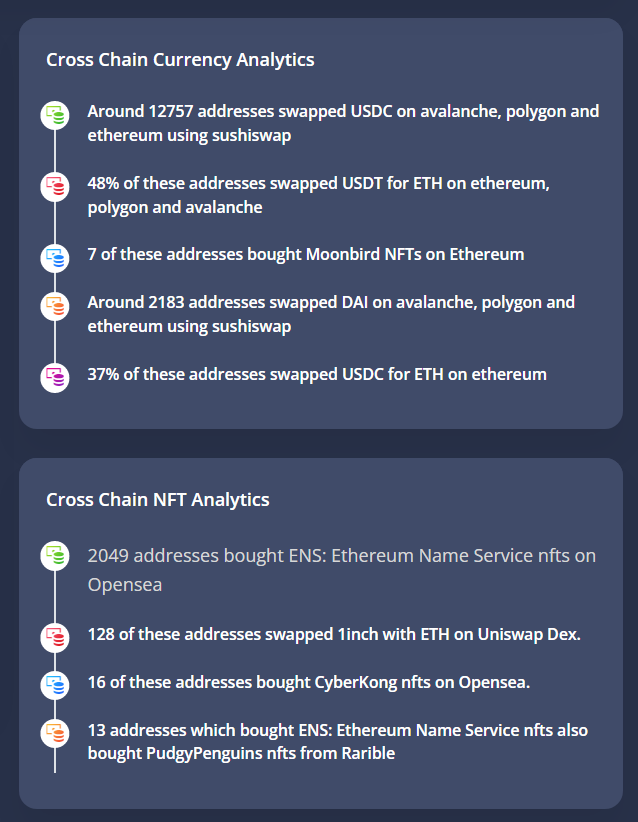 Cross Chain Currency Analytics
Around 12757 addresses swapped USDC on avalanche, polygon and
ethereum using sushiswap
48% of these addresses swapped USDT for ETH on ethereum,
polygon and avalanche
7 of these addresses bought Moonbird NFTs on Ethereum
Around 2183 addresses swapped DAI on avalanche, polygon and
ethereum using sushiswap
37% of these addresses swapped USDC for ETH on ethereum
Cross Chain NFT Analytics
2049 addresses bought ENS: Ethereum Name Service nfts on
Opensea
128 of these addresses swapped 1inch with ETH on Uniswap Dex.
16 of these addresses bought CyberKong nfts on Opensea.
13 addresses which bought ENS: Ethereum Name Service nfts also
bought PudgyPenguins nfts from Rarible